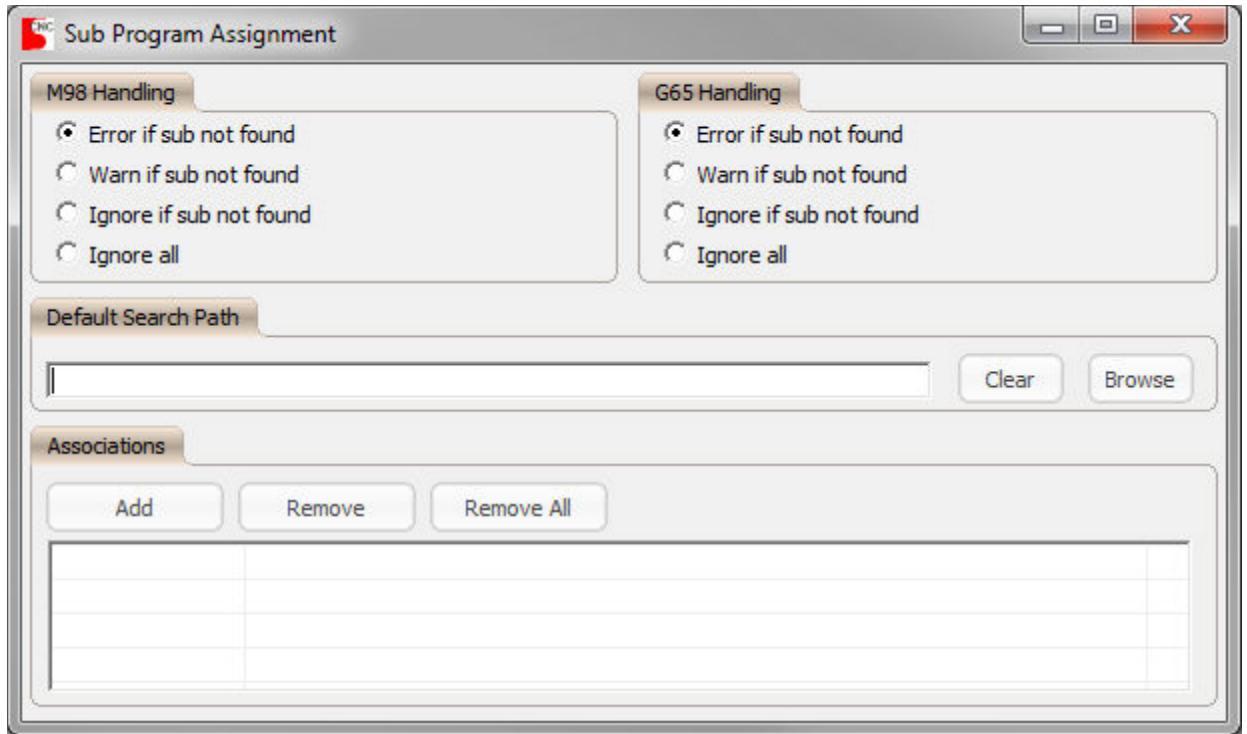 CNC
Sub Program Assignment
M98 Handling
Error if sub not found
Warn if sub not found
Ignore if sub not found
Ignore all
G65 Handling
Error if sub not found
Warn if sub not found
Ignore if sub not found
Ignore all
Default Search Path
Clear
Browse
Associations
Add
Remove
Remove All